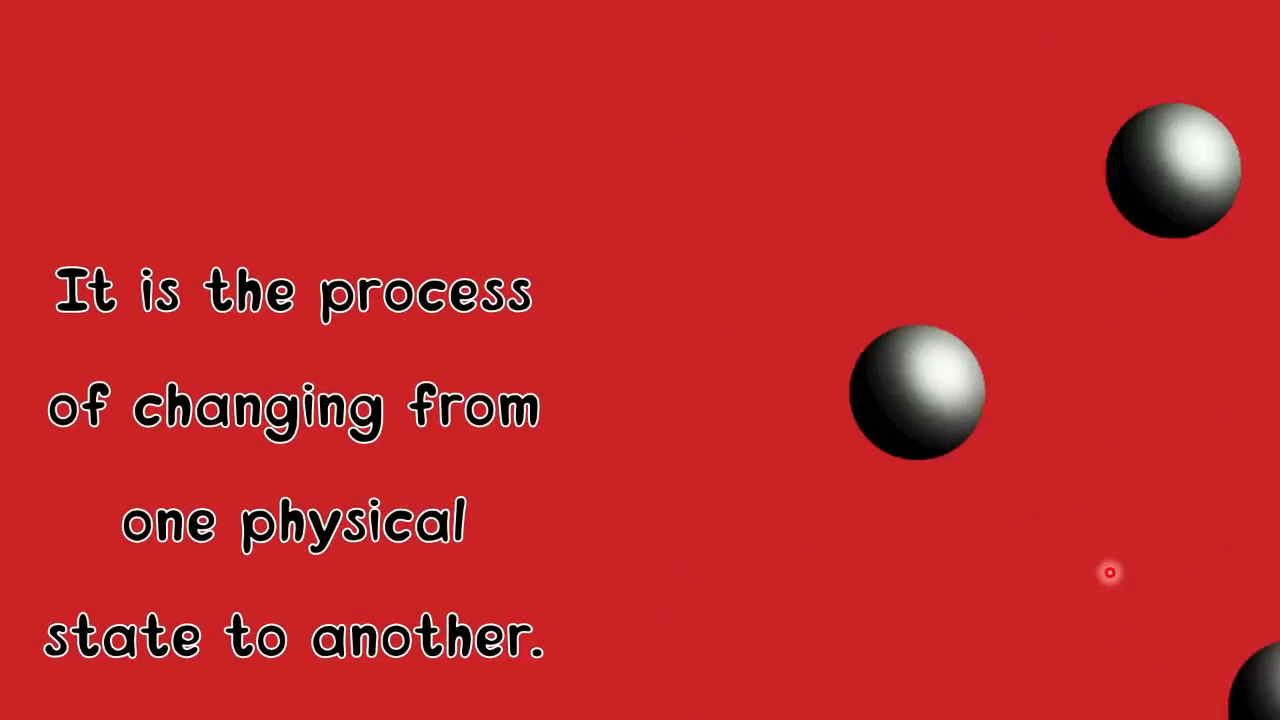 It is the process
of changing from
one physical
state to another.